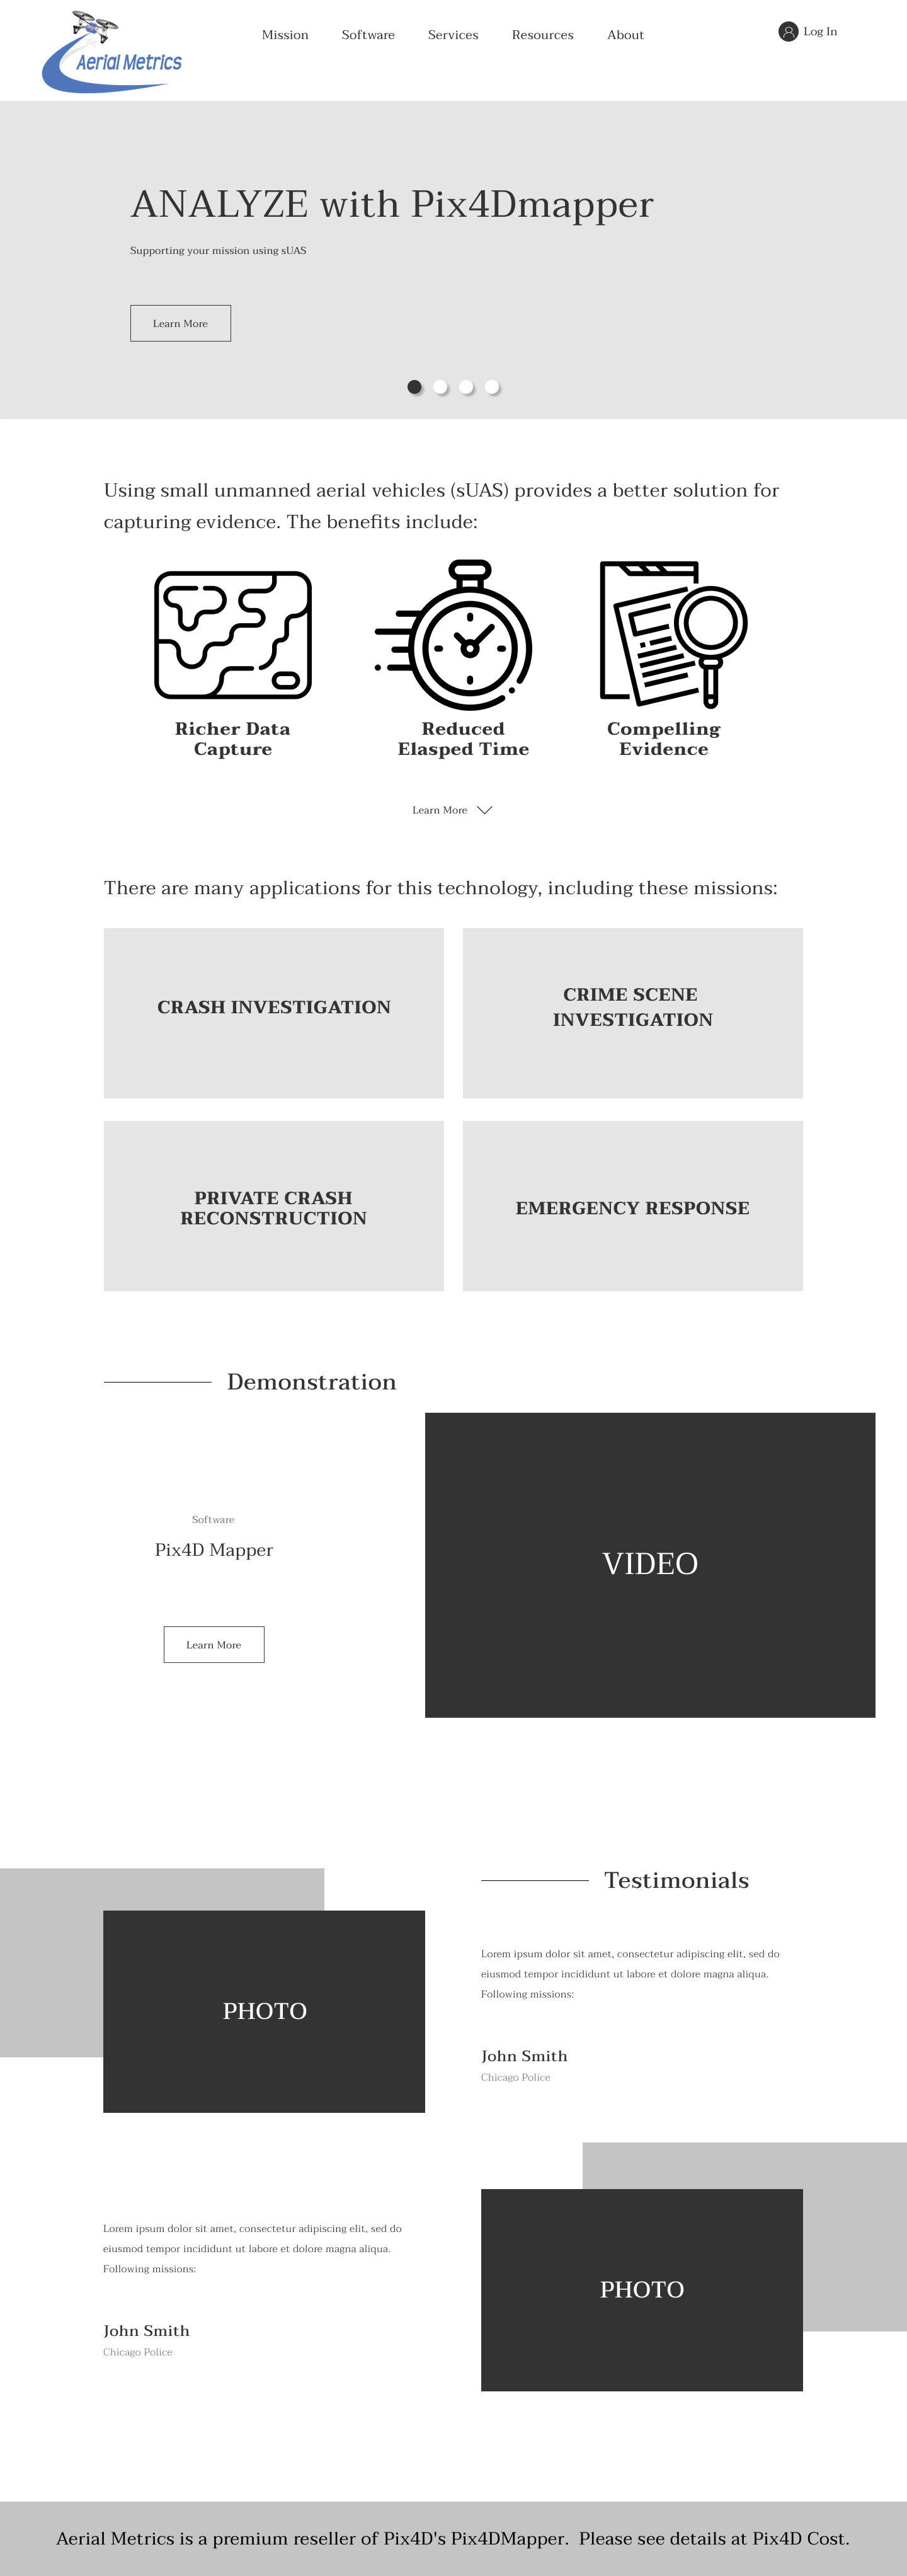 Aerial Metrics
Mission
Software
Services
Resources
About
Log In
ANALYZE with Pix4Dmapper
Supporting your mission using sUAS
Learn More
Using small unmanned aerial vehicles (sUAS) provides a better solution for
capturing evidence. The benefits include:
Richer Data
Capture
Reduced
Elasped Time
Compelling
Evidence
Learn More
There are many applications for this technology, including these missions:
CRASH INVESTIGATION
CRIME SCENE
INVESTIGATION
PRIVATE CRASH
RECONSTRUCTION
EMERGENCY RESPONSE
Demonstration
Software
Pix4D Mapper
Learn More
VIDEO
Testimonials
PHOTO
Lorem ipsum dolor sit amet, consectetur adipiscing elit, sed do
eiusmod tempor incididunt ut labore et dolore magna aliqua.
Following missions:
John Smith
Chicago Police
Lorem ipsum dolor sit amet, consectetur adipiscing elit, sed do
eiusmod tempor incididunt ut labore et dolore magna aliqua.
Following missions:
John Smith
Chicago Police
PHOTO
Aerial Metrics is a premium reseller of Pix4D's Pix4DMapper.  Please see details at Pix4D Cost.